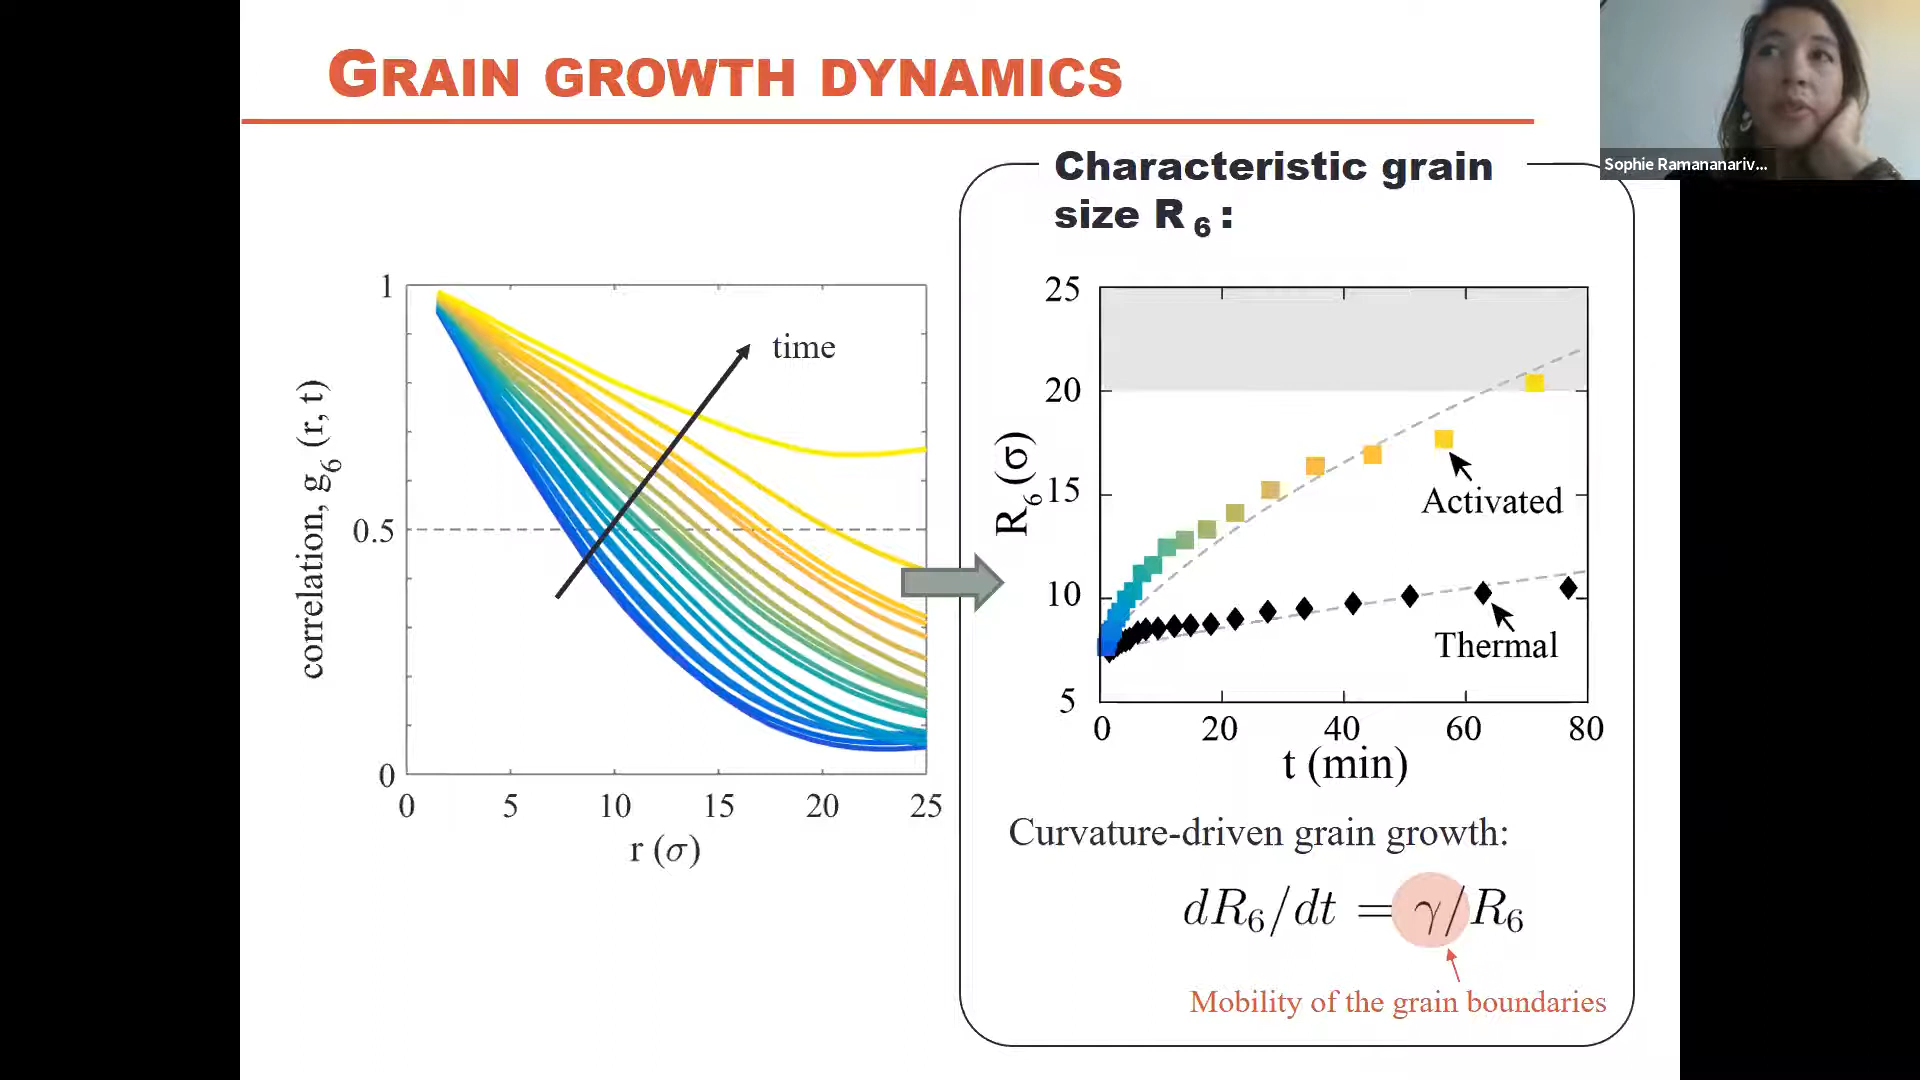 GRAIN GROWTH DYNAMICS
Sophie Ramananariv...
Characteristic grain
size R6:
correlation, g6 (r, t)
1
0.5
0
time
0 5 10 15 20 25
r (σ)
R6 (σ)
25
20
15
10
5
Activated
Thermal
0 20 40 60 80
t (min)
Curvature-driven grain growth:
dR6/dt = γ/R6
Mobility of the grain boundaries